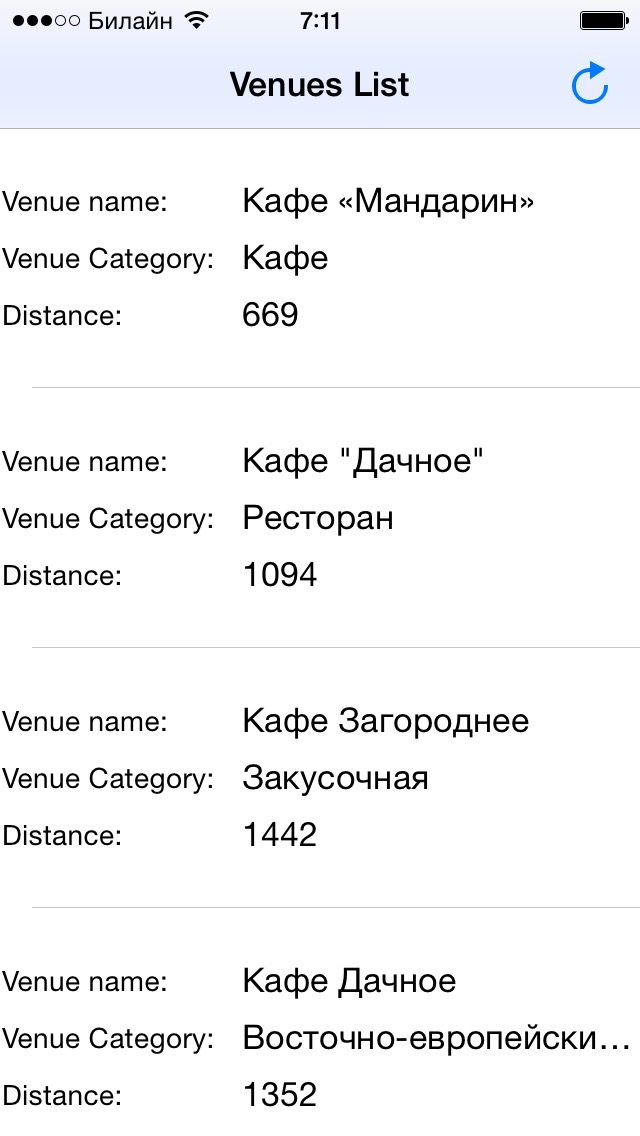 Билайн 7:11
Venues List
Venue name: Кафе «Мандарин»
Venue Category: Кафе
Distance: 669
Venue name: Кафе "Дачное"
Venue Category: Ресторан
Distance: 1094
Venue name: Кафе Загороднее
Venue Category: Закусочная
Distance: 1442
Venue name: Кафе Дачное
Venue Category: Восточно-европейски...
Distance: 1352